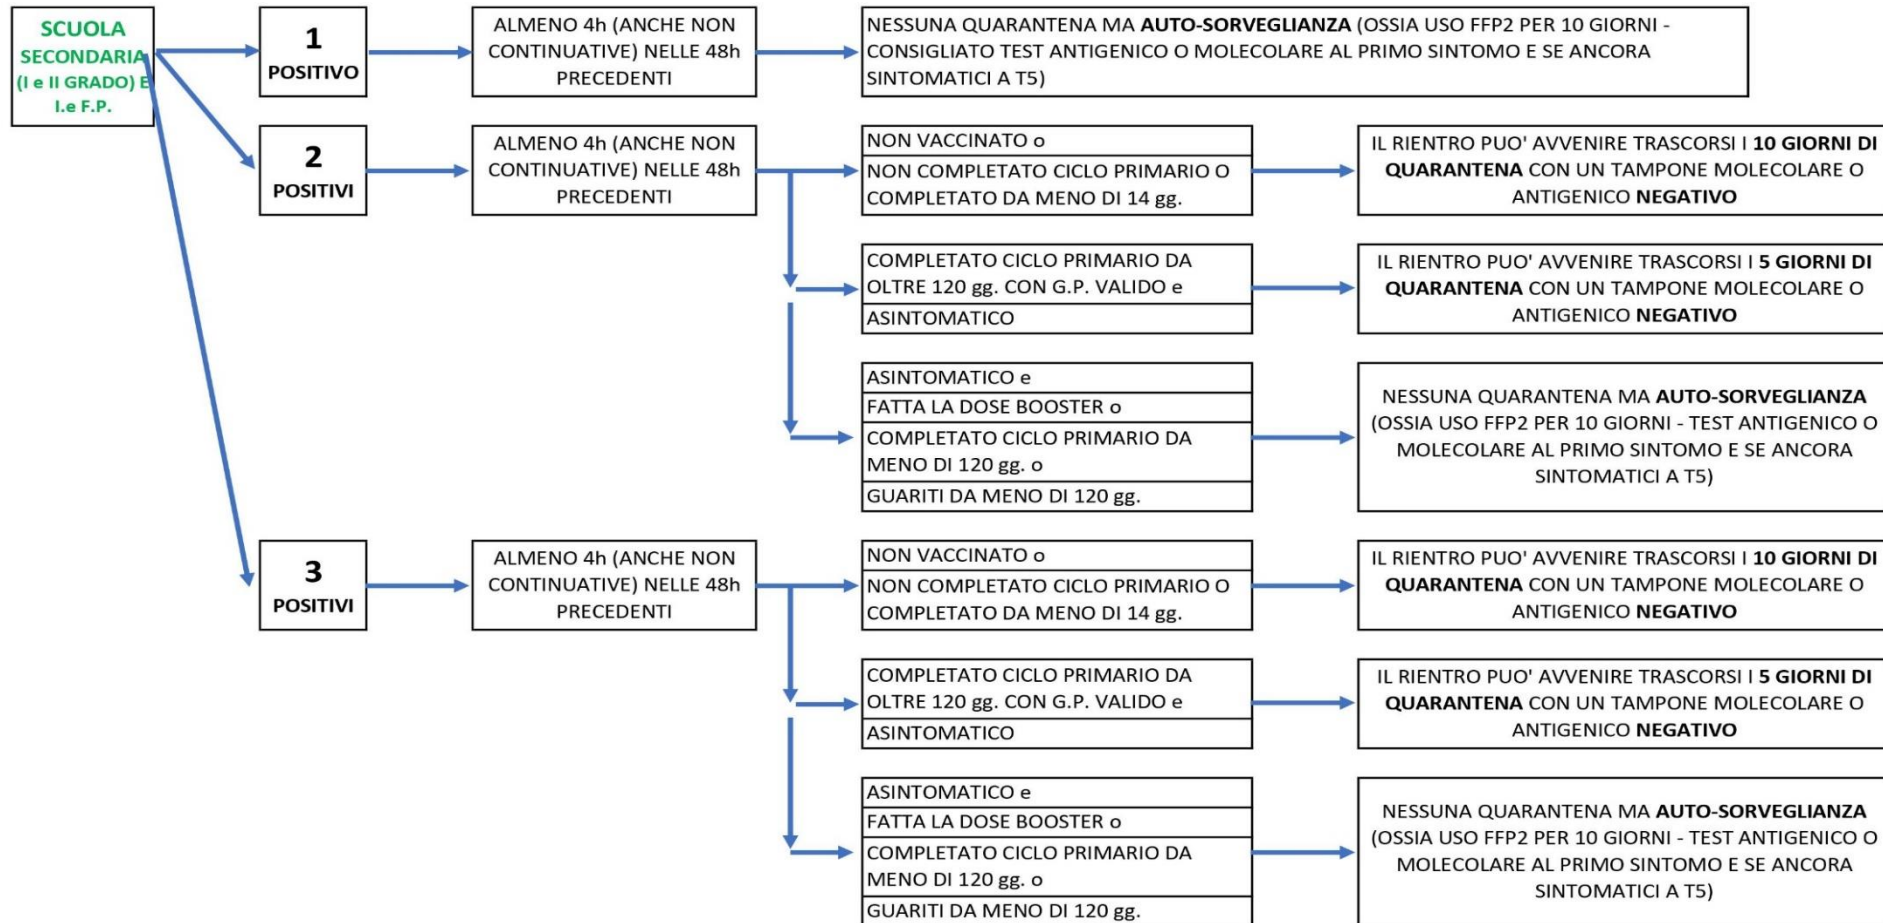 SCUOLA
SECONDARIA
(I e II GRADO) E
I.e F.P.
1
POSITIVO
ALMENO 4h (ANCHE NON
CONTINUATIVE) NELLE 48h
PRECEDENTI
NESSUNA QUARANTENA MA AUTO-SORVEGLIANZA (OSSIA USO FFP2 PER 10 GIORNI -
CONSIGLIATO TEST ANTIGENICO O MOLECOLARE AL PRIMO SINTOMO E SE ANCORA
SINTOMATICI A T5)
2
POSITIVI
ALMENO 4h (ANCHE NON
CONTINUATIVE) NELLE 48h
PRECEDENTI
NON VACCINATO o
NON COMPLETATO CICLO PRIMARIO O
COMPLETATO DA MENO DI 14 gg.
IL RIENTRO PUO' AVVENIRE TRASCORSI I 10 GIORNI DI
QUARANTENA CON UN TAMPONE MOLECOLARE O
ANTIGENICO NEGATIVO
COMPLETATO CICLO PRIMARIO DA
OLTRE 120 gg. CON G.P. VALIDO e
ASINTOMATICO
IL RIENTRO PUO' AVVENIRE TRASCORSI I 5 GIORNI DI
QUARANTENA CON UN TAMPONE MOLECOLARE O
ANTIGENICO NEGATIVO
ASINTOMATICO e
FATTA LA DOSE BOOSTER o
COMPLETATO CICLO PRIMARIO DA
MENO DI 120 gg. o
GUARITI DA MENO DI 120 gg.
NESSUNA QUARANTENA MA AUTO-SORVEGLIANZA
(OSSIA USO FFP2 PER 10 GIORNI - TEST ANTIGENICO O
MOLECOLARE AL PRIMO SINTOMO E SE ANCORA
SINTOMATICI A T5)
3
POSITIVI
ALMENO 4h (ANCHE NON
CONTINUATIVE) NELLE 48h
PRECEDENTI
NON VACCINATO o
NON COMPLETATO CICLO PRIMARIO O
COMPLETATO DA MENO DI 14 gg.
IL RIENTRO PUO' AVVENIRE TRASCORSI I 10 GIORNI DI
QUARANTENA CON UN TAMPONE MOLECOLARE O
ANTIGENICO NEGATIVO
COMPLETATO CICLO PRIMARIO DA
OLTRE 120 gg. CON G.P. VALIDO e
ASINTOMATICO
IL RIENTRO PUO' AVVENIRE TRASCORSI I 5 GIORNI DI
QUARANTENA CON UN TAMPONE MOLECOLARE O
ANTIGENICO NEGATIVO
ASINTOMATICO e
FATTA LA DOSE BOOSTER o
COMPLETATO CICLO PRIMARIO DA
MENO DI 120 gg. o
GUARITI DA MENO DI 120 gg.
NESSUNA QUARANTENA MA AUTO-SORVEGLIANZA
(OSSIA USO FFP2 PER 10 GIORNI - TEST ANTIGENICO O
MOLECOLARE AL PRIMO SINTOMO E SE ANCORA
SINTOMATICI A T5)